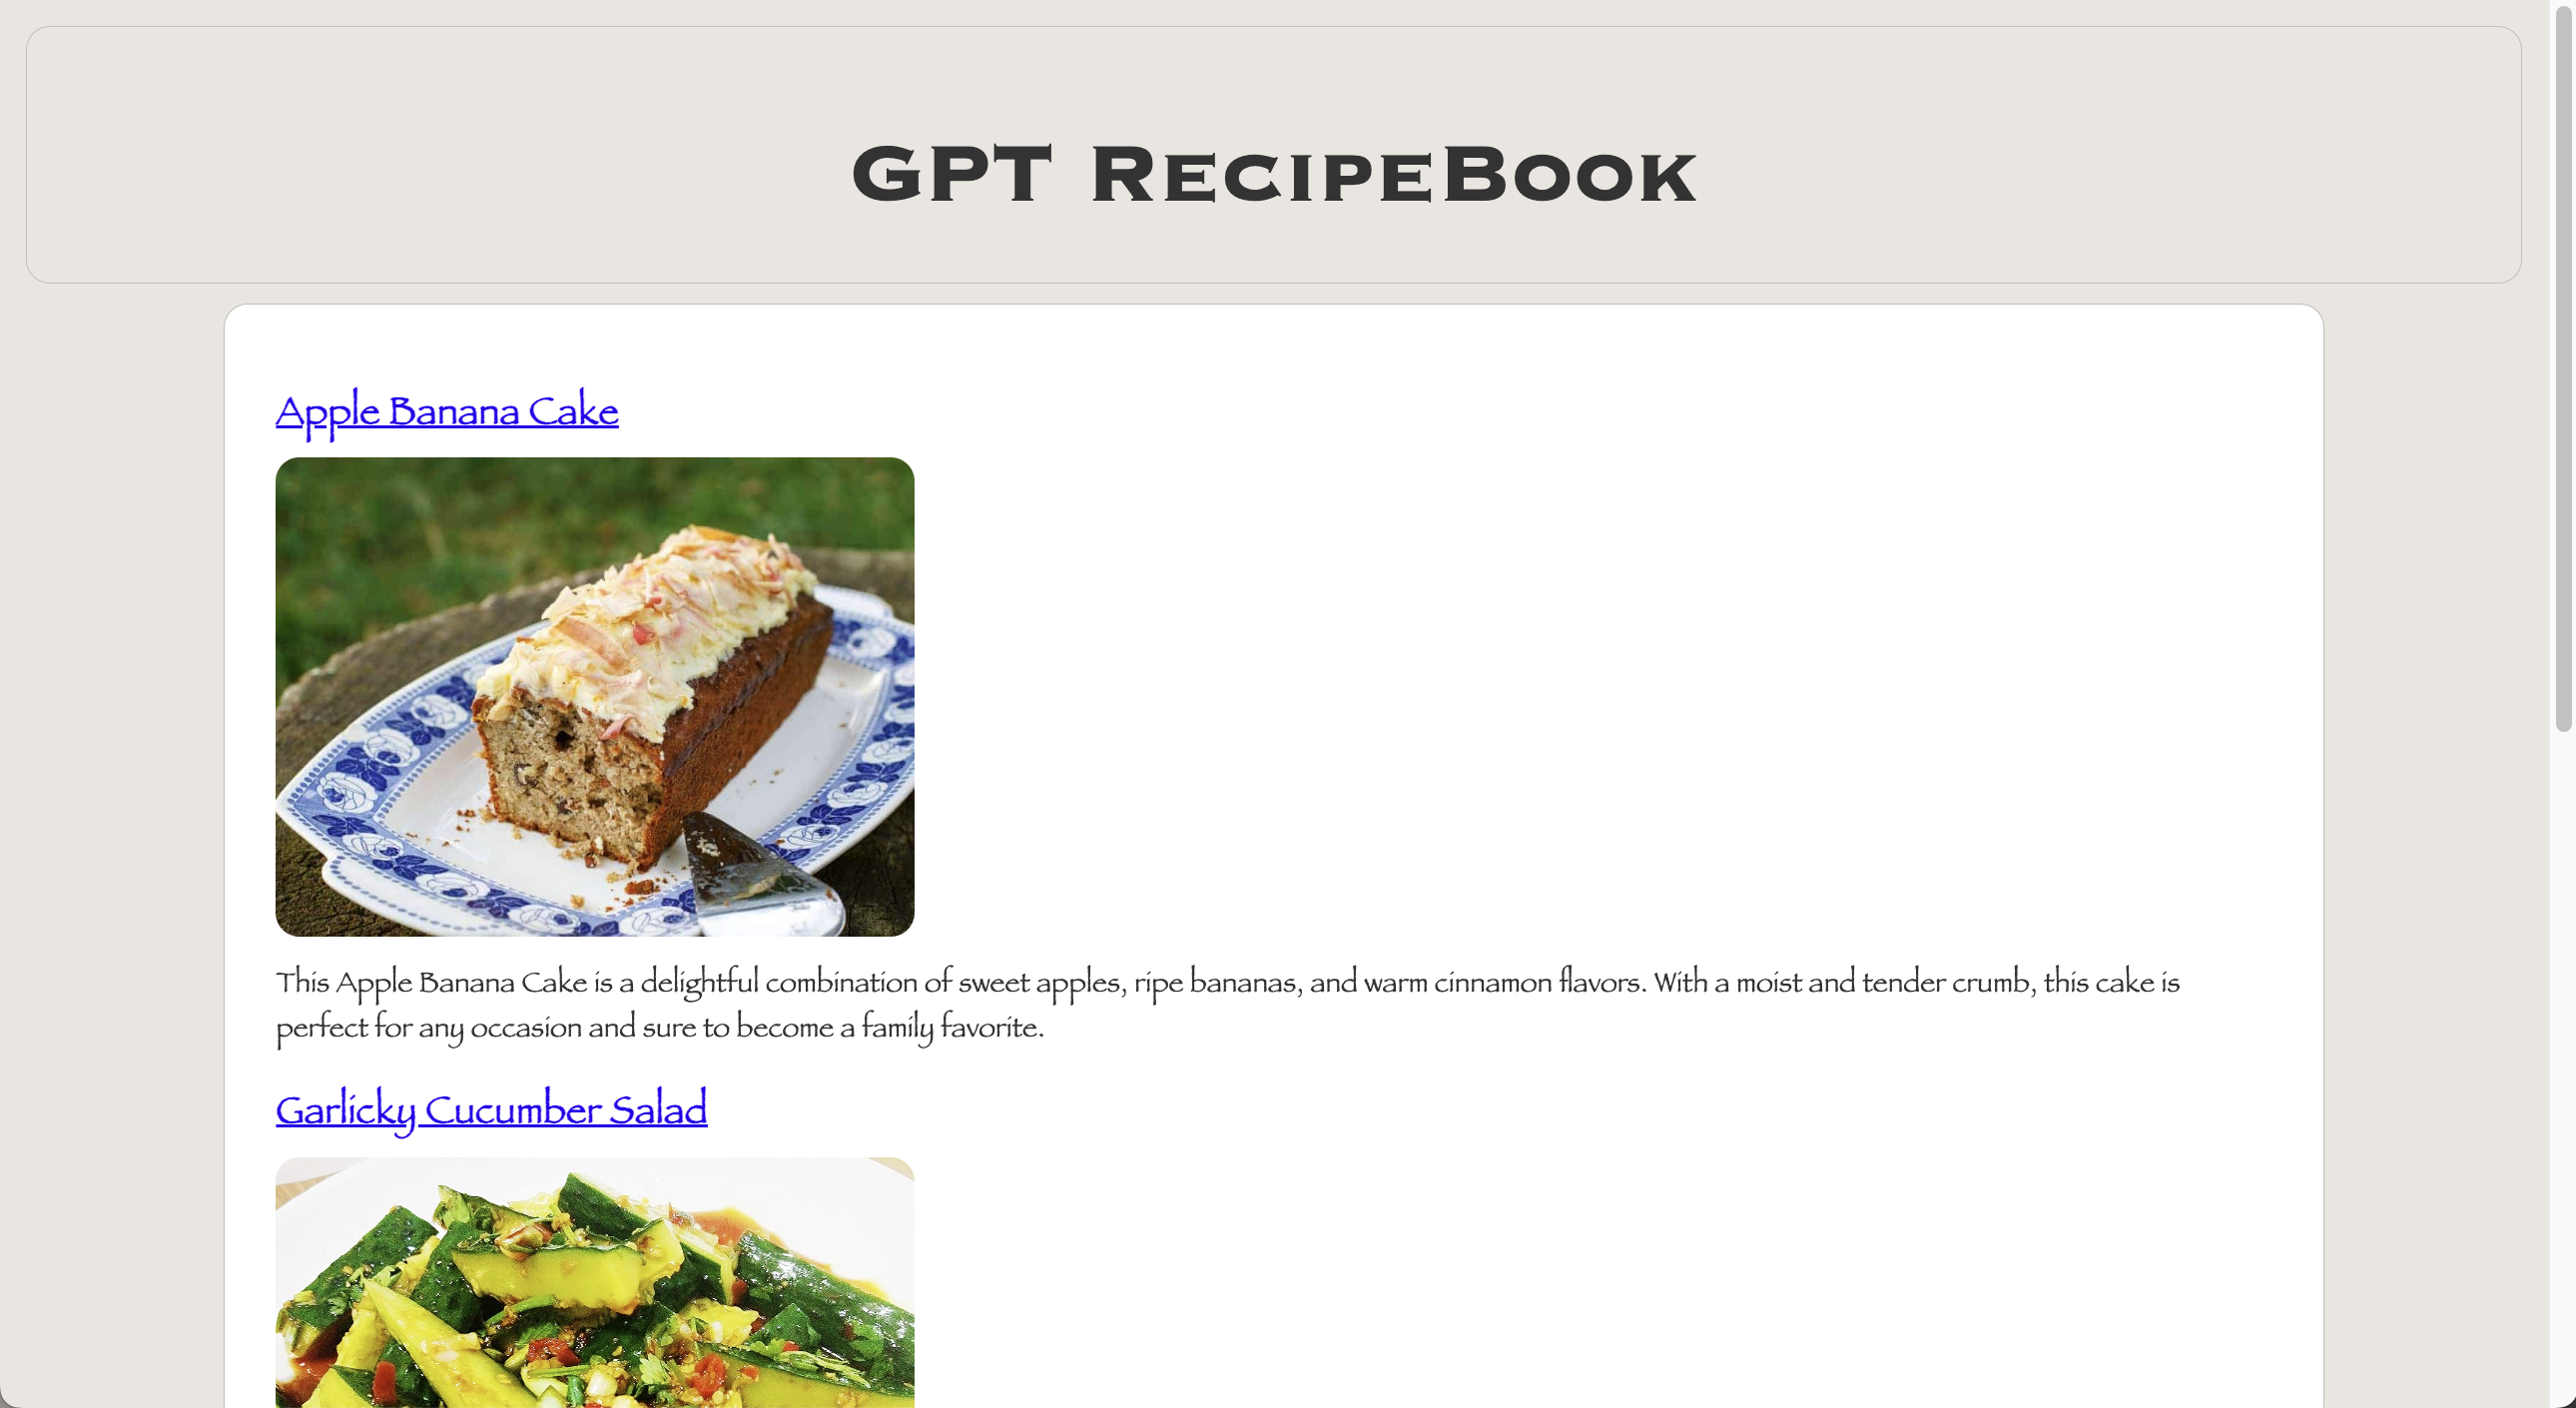 GPT RecipeBook
Apple Banana Cake
This Apple Banana Cake is a delightful combination of sweet apples, ripe bananas, and warm cinnamon flavors. With a moist and tender crumb, this cake is
perfect for any occasion and sure to become a family favorite.
Garlicky Cucumber Salad